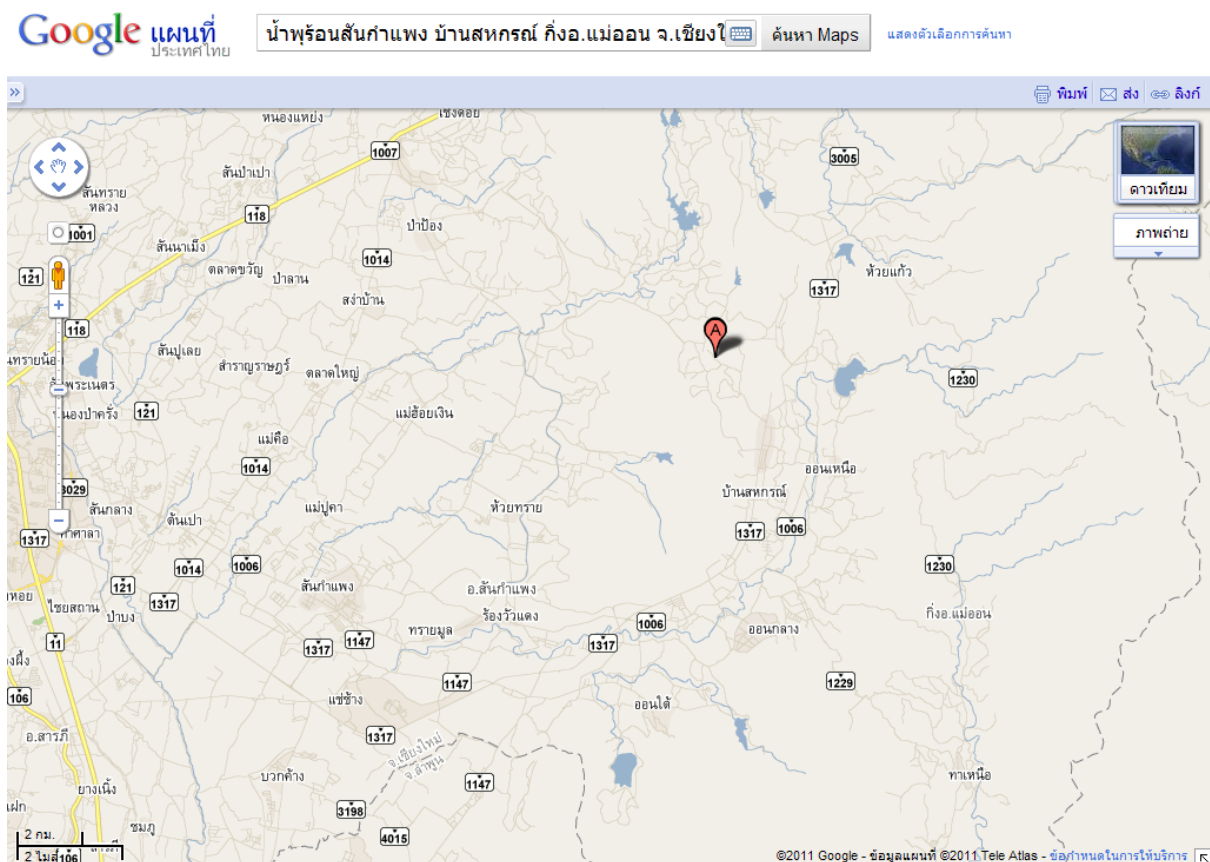 Google แผนที่
ประเทศไทย
น้ำพุร้อนสันกำแพง บ้านสหกรณ์ กิ่งอ.แม่ออน จ.เชียงใ
ค้นหา Maps
แสดงตัวเลือกการค้นหา
»
พิมพ์ ส่ง ลิงก์
หนองแหย่ง
เชิงดอย
1007
3005
ดาวเทียม
สันป่าเปา
สันทราย
หลวง
118
ป่าป้อง
1001
ภาพถ่าย
สันนาเม็ง
1014
ตลาดขวัญ
ป่าลาน
121
ห้วยแก้ว
1317
สง่าบ้าน
118
A
สันปูเลย
สำราญราษฎร์
ตลาดใหญ่
1230
121
แม่ฮ้อยเงิน
แม่คือ
1014
ออนเหนือ
3029
บ้านสหกรณ์
สันกลาง
ต้นเปา
แม่ปูคา
ห้วยทราย
1317
1317
1006
1014
1006
1230
121
1317
สันกำแพง
อ.สันกำแพง
ไชยสถาน
ป่าบง
ร้องวัวแดง
กิ่งอ.แม่ออน
11
ทรายมูล
1006
ออนกลาง
1317
1147
1317
1147
1229
106
แช่ช้าง
ออนใต้
1317
อ.สารภี
จ.เชียงใหม่
จ.ลำพูน
บวกค้าง
1147
ทาเหนือ
ยางเนิ้ง
3198
ชมภู
4015
2 กม.
2 ไมล์
106
©2011 Google - ข้อมูลแผนที่ ©2011 Tele Atlas - ข้อกำหนดในการให้บริการ